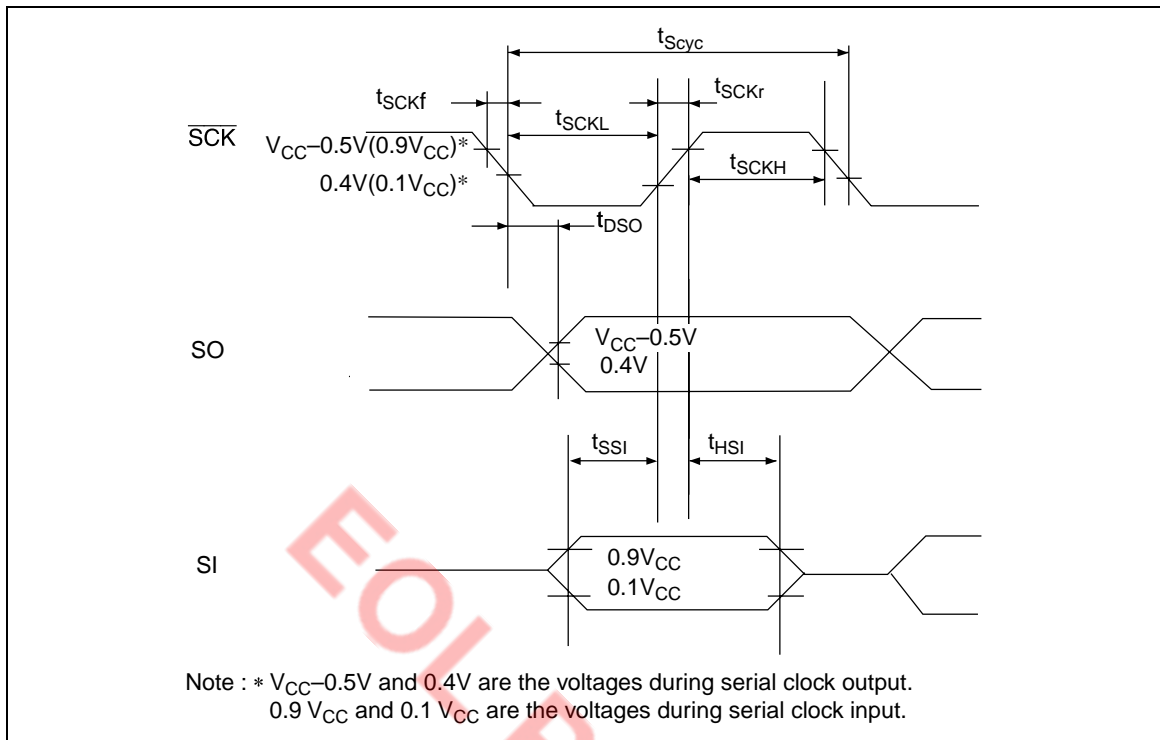 tScyc
tSCKf
tSCKr
tSCKL
SCK
VCC–0.5V(0.9VCC)*
tSCKH
0.4V(0.1VCC)*
tDSO
SO
VCC–0.5V
0.4V
tSSI
tHSI
SI
0.9VCC
0.1VCC
EOL P
Note : * VCC–0.5V and 0.4V are the voltages during serial clock output.
0.9 VCC and 0.1 VCC are the voltages during serial clock input.